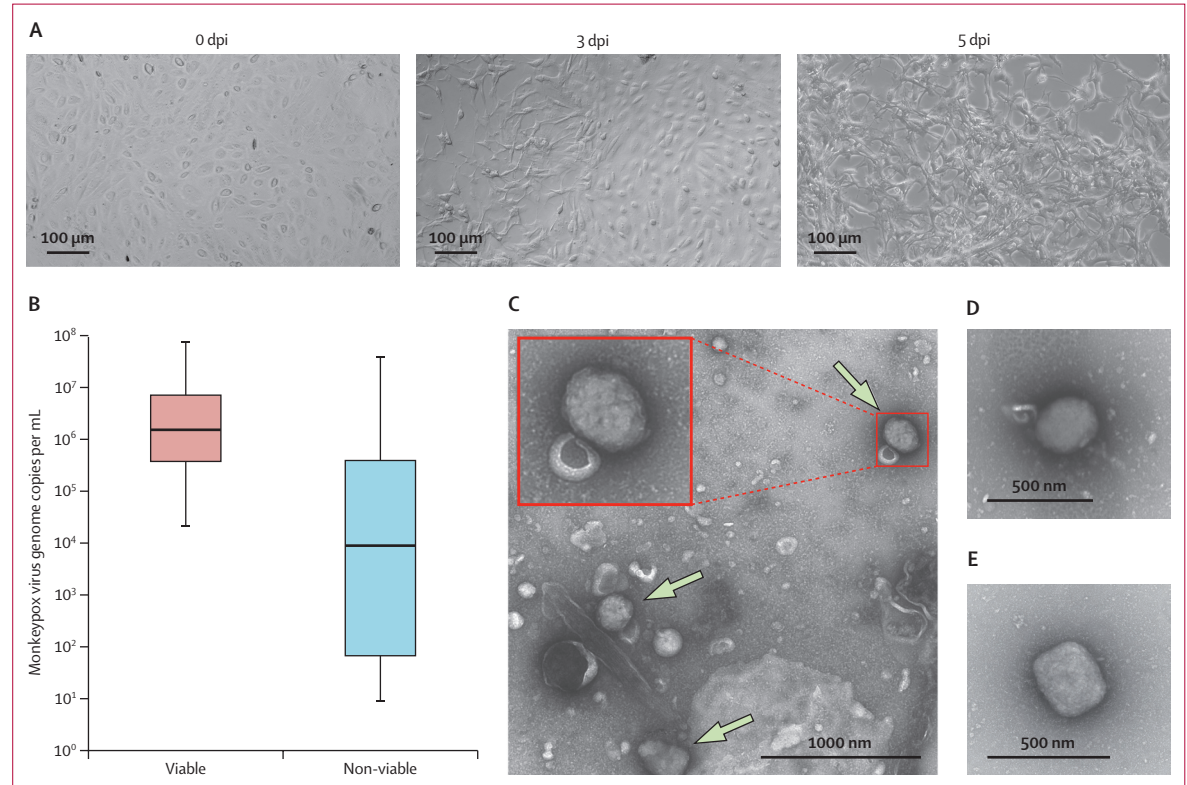 A
0 dpi
3 dpi
5 dpi
100 µm
100 µm
100 µm
B
Monkeypox virus genome copies per mL
10⁸
10⁷
10⁶
10⁵
10⁴
10³
10²
10¹
10⁰
Viable
Non-viable
C
1000 nm
D
500 nm
E
500 nm